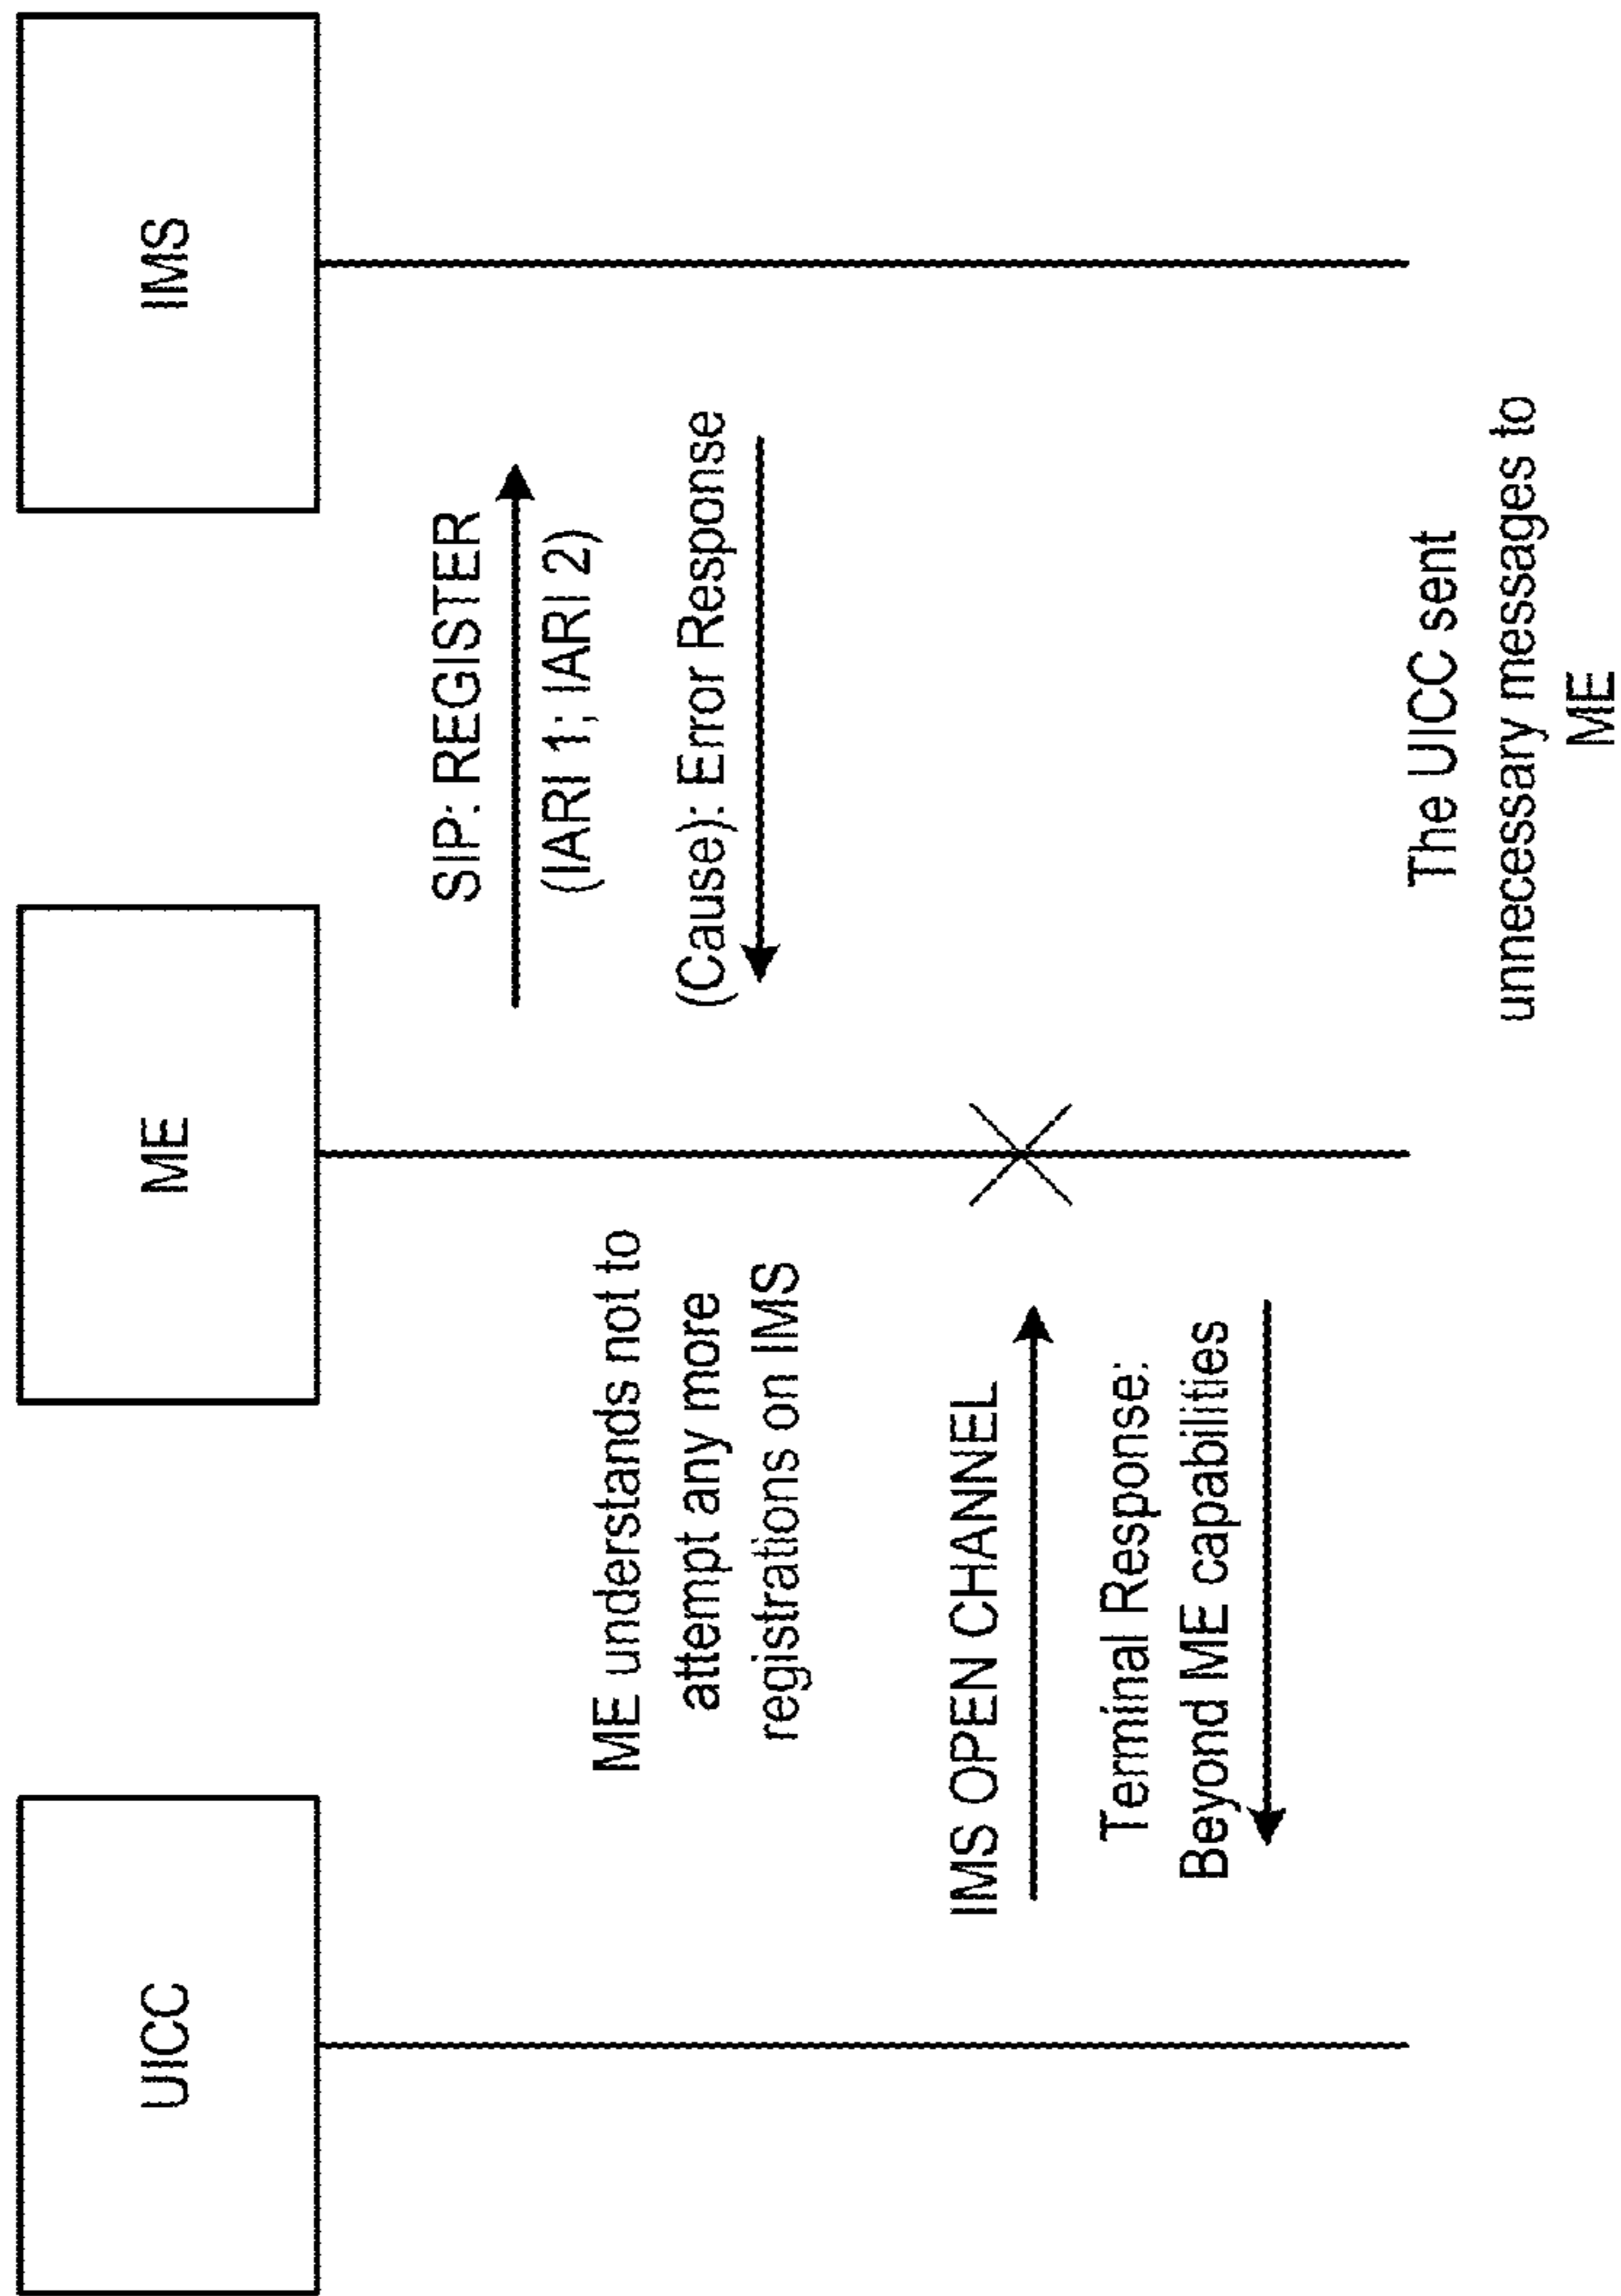 UICC
ME
IMS
SIP: REGISTER
(IARI 1; IARI 2)
ME understands not to
attempt any more
registrations on IMS
(Cause): Error Response
IMS OPEN CHANNEL
Terminal Response:
Beyond ME capabilities
The UICC sent
unnecessary messages to
ME